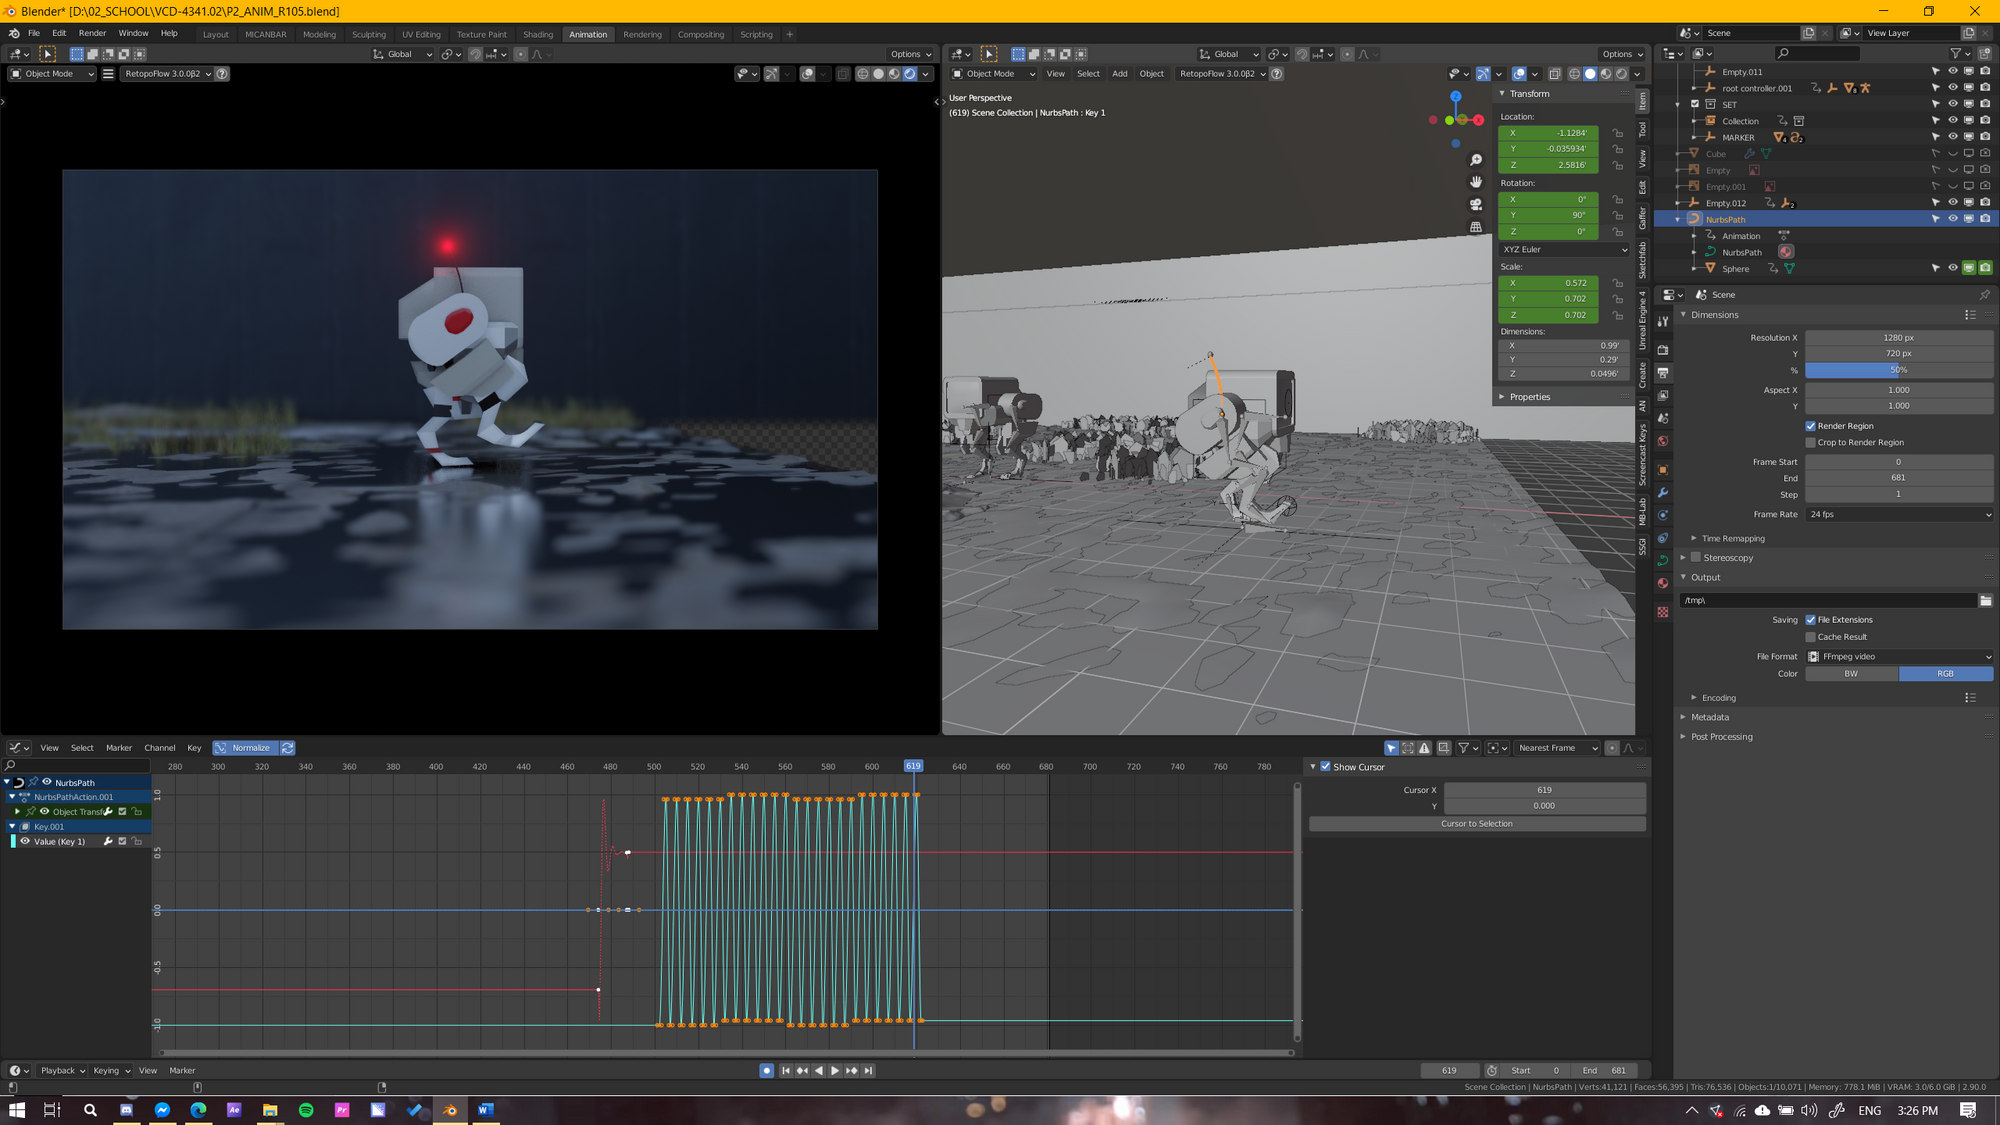 Blender* [D:\02_SCHOOL\VCD-4341.02\P2_ANIM_R105.blend]
File Edit Render Window Help Layout MICANBAR Modeling Sculpting UV Editing Texture Paint Shading Animation Rendering Compositing Scripting + Scene View Layer
Global Options Global Options
Object Mode RetopoFlow 3.0.0β2 Object Mode View Select Add Object RetopoFlow 3.0.0β2
User Perspective
(619) Scene Collection | NurbsPath : Key 1
Transform
Location:
X -1.1284'
Y -0.035934'
Z 2.5816'
Rotation:
X 0°
Y 90°
Z 0°
XYZ Euler
Scale:
X 0.572
Y 0.702
Z 0.702
Dimensions:
X 0.99'
Y 0.29'
Z 0.0496'
Properties
Item
Tool
View
Edit
Gaffer
Sketchfab
Unreal Engine 4
Create
AN
Screencast Keys
MB-Lab
SSGI
Empty.011
root controller.001
SET
Collection
MARKER
Cube
Empty
Empty.001
Empty.012
NurbsPath
Animation
NurbsPath
Sphere
Scene
Dimensions
Resolution X 1280 px
Y 720 px
% 50%
Aspect X 1.000
Y 1.000
Render Region
Crop to Render Region
Frame Start 0
End 681
Step 1
Frame Rate 24 fps
Time Remapping
Stereoscopy
Output
/tmp\
Saving File Extensions
Cache Result
File Format FFmpeg video
Color BW RGB
Encoding
Metadata
Post Processing
View Select Marker Channel Key Normalize Nearest Frame
280 300 320 340 360 380 400 420 440 460 480 500 520 540 560 580 600 619 640 660 680 700 720 740 760 780
NurbsPath
NurbsPathAction.001
Object Transf
Key.001
Value (Key 1)
1.0
0.5
0.0
-0.5
-1.0
Show Cursor
Cursor X 619
Y 0.000
Cursor to Selection
Playback Keying View Marker 619 Start 0 End 681
Scene Collection | NurbsPath | Verts:41,121 | Faces:56,395 | Tris:76,536 | Objects:1/10,071 | Memory: 778.1 MiB | VRAM: 3.0/6.0 GiB | 2.90.0
ENG 3:26 PM